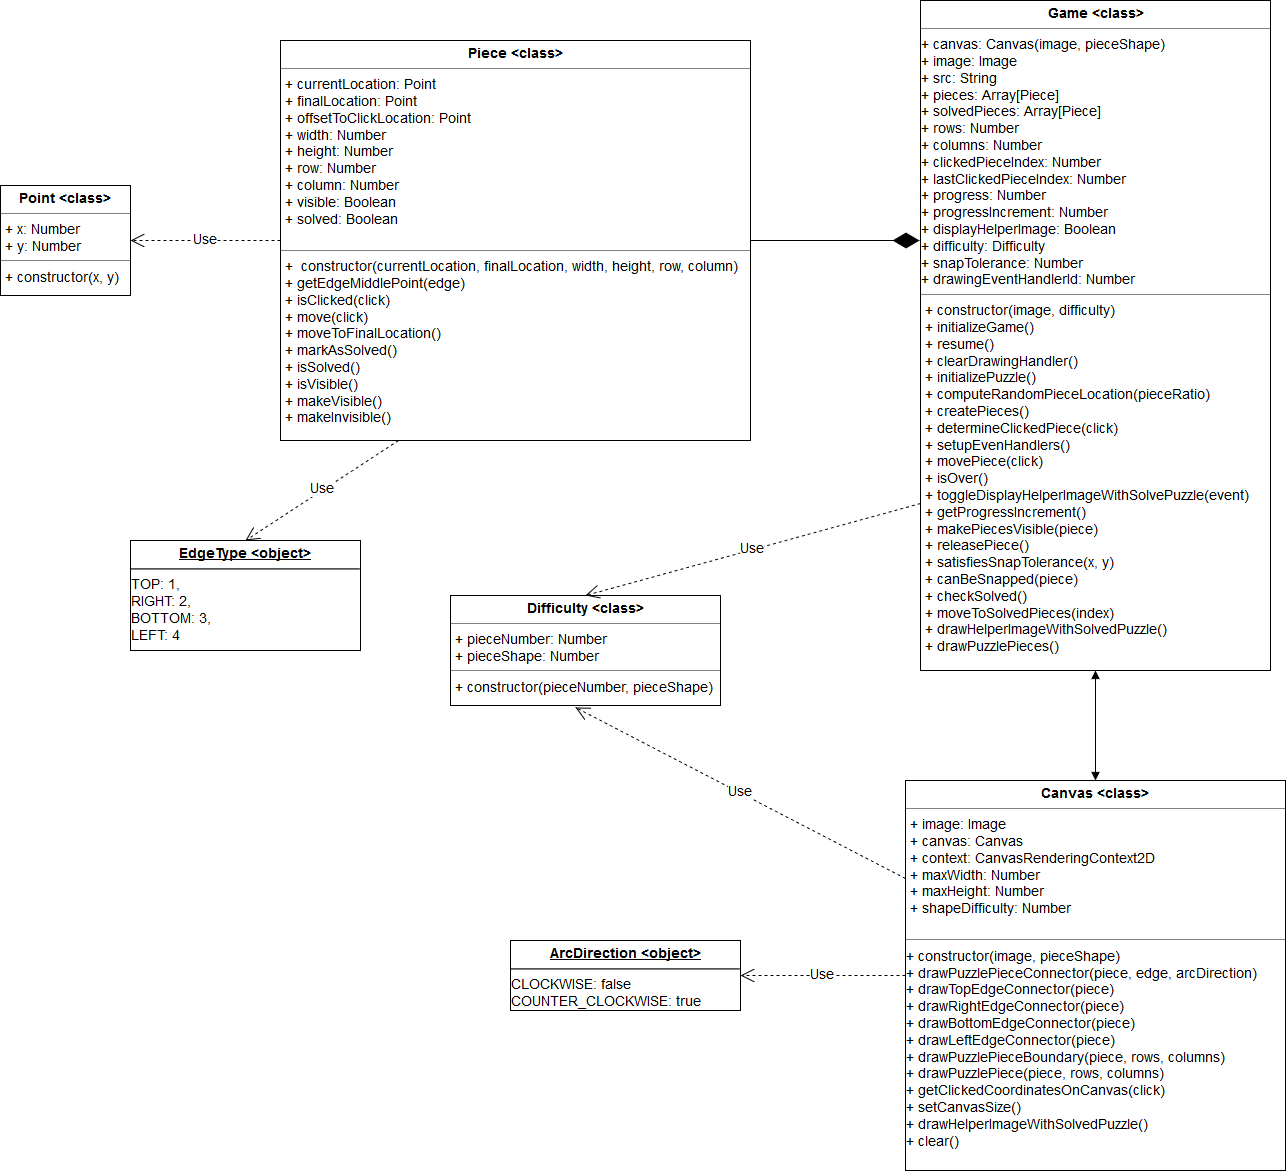 Game <class>
+ canvas: Canvas(image, pieceShape)
+ image: Image
+ src: String
+ pieces: Array[Piece]
+ solvedPieces: Array[Piece]
+ rows: Number
+ columns: Number
+ clickedPieceIndex: Number
+ lastClickedPieceIndex: Number
+ progress: Number
+ progressIncrement: Number
+ displayHelperImage: Boolean
+ difficulty: Difficulty
+ snapTolerance: Number
+ drawingEventHandlerId: Number
+ constructor(image, difficulty)
+ initializeGame()
+ resume()
+ clearDrawingHandler()
+ initializePuzzle()
+ computeRandomPieceLocation(pieceRatio)
+ createPieces()
+ determineClickedPiece(click)
+ setupEvenHandlers()
+ movePiece(click)
+ isOver()
+ toggleDisplayHelperImageWithSolvePuzzle(event)
+ getProgressIncrement()
+ makePiecesVisible(piece)
+ releasePiece()
+ satisfiesSnapTolerance(x, y)
+ canBeSnapped(piece)
+ checkSolved()
+ moveToSolvedPieces(index)
+ drawHelperImageWithSolvedPuzzle()
+ drawPuzzlePieces()
Piece <class>
+ currentLocation: Point
+ finalLocation: Point
+ offsetToClickLocation: Point
+ width: Number
+ height: Number
+ row: Number
+ column: Number
+ visible: Boolean
+ solved: Boolean
+  constructor(currentLocation, finalLocation, width, height, row, column)
+ getEdgeMiddlePoint(edge)
+ isClicked(click)
+ move(click)
+ moveToFinalLocation()
+ markAsSolved()
+ isSolved()
+ isVisible()
+ makeVisible()
+ makeInvisible()
Point <class>
+ x: Number
+ y: Number
+ constructor(x, y)
Use
Use
EdgeType <object>
TOP: 1,
RIGHT: 2,
BOTTOM: 3,
LEFT: 4
Use
Difficulty <class>
+ pieceNumber: Number
+ pieceShape: Number
+ constructor(pieceNumber, pieceShape)
Use
Canvas <class>
+ image: Image
+ canvas: Canvas
+ context: CanvasRenderingContext2D
+ maxWidth: Number
+ maxHeight: Number
+ shapeDifficulty: Number
+ constructor(image, pieceShape)
+ drawPuzzlePieceConnector(piece, edge, arcDirection)
+ drawTopEdgeConnector(piece)
+ drawRightEdgeConnector(piece)
+ drawBottomEdgeConnector(piece)
+ drawLeftEdgeConnector(piece)
+ drawPuzzlePieceBoundary(piece, rows, columns)
+ drawPuzzlePiece(piece, rows, columns)
+ getClickedCoordinatesOnCanvas(click)
+ setCanvasSize()
+ drawHelperImageWithSolvedPuzzle()
+ clear()
ArcDirection <object>
CLOCKWISE: false
COUNTER_CLOCKWISE: true
Use